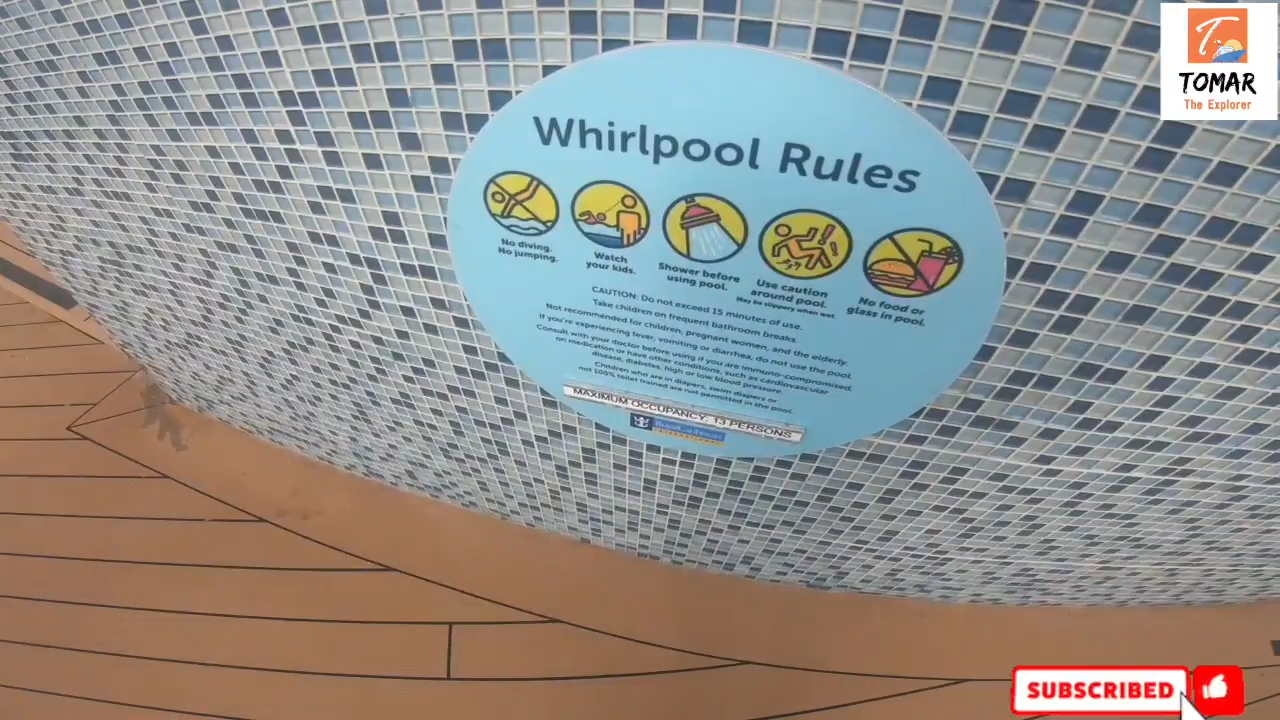 TOMAR
The Explorer
Whirlpool Rules
No diving.
No jumping.
Watch
your kids.
Shower before
using pool.
Use caution
around pool.
May be slippery when wet.
No food or
glass in pool.
CAUTION: Do not exceed 15 minutes of use.
Take children on frequent bathroom breaks.
Not recommended for children, pregnant women, and the elderly.
If you're experiencing fever, vomiting or diarrhea, do not use the pool.
Consult with your doctor before using if you are immuno-compromised,
on medication or have other conditions, such as cardiovascular
disease, diabetes, high or low blood pressure.
Children who are in diapers, swim diapers or
not 100% toilet trained are not permitted in the pool.
MAXIMUM OCCUPANCY 13 PERSONS
Royal Caribbean
SUBSCRIBED